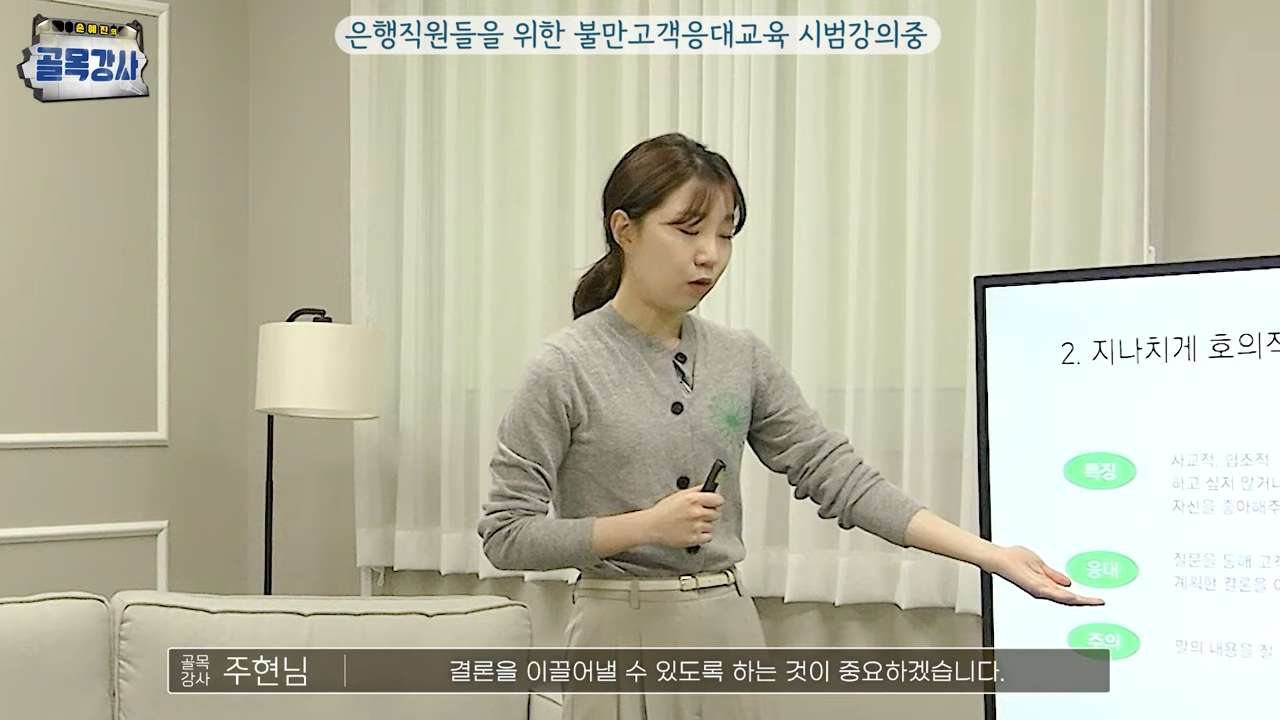 손혜진의
골목강사
은행직원들을 위한 불만고객응대교육 시범강의중
2. 지나치게 호의적
특징
사교적, 협조적
하고 싶지 않거나
자신을 좋아해주
응대
질문을 통해 고객
계획한 결론을
주의
말의 내용을 잘
골목
강사
주현님
결론을 이끌어낼 수 있도록 하는 것이 중요하겠습니다.